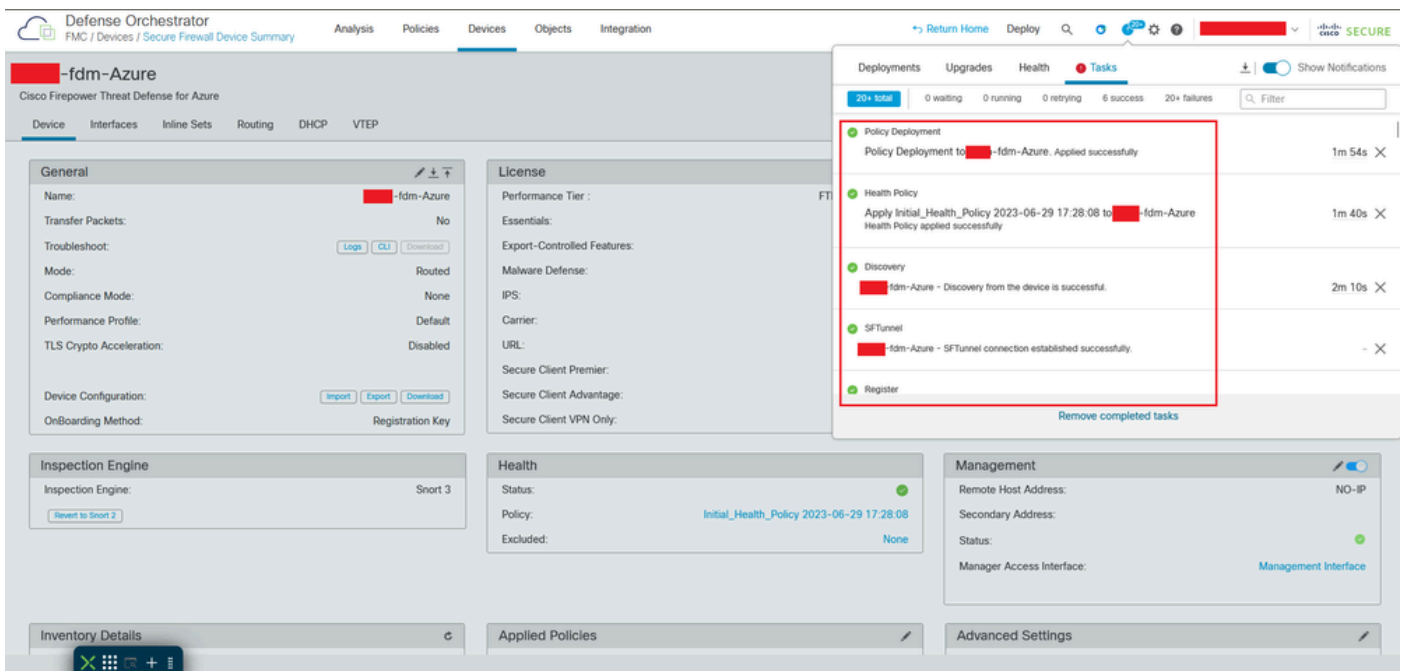 Defense Orchestrator
FMC / Devices / Secure Firewall Device Summary
Analysis Policies Devices Objects Integration
Return Home Deploy 20+ cisco SECURE
-fdm-Azure
Cisco Firepower Threat Defense for Azure
Device Interfaces Inline Sets Routing DHCP VTEP
General
Name: -fdm-Azure
Transfer Packets: No
Troubleshoot: Logs CLI Download
Mode: Routed
Compliance Mode: None
Performance Profile: Default
TLS Crypto Acceleration: Disabled
Device Configuration: Import Export Download
OnBoarding Method: Registration Key
License
Performance Tier :
Essentials:
Export-Controlled Features:
Malware Defense:
IPS:
Carrier:
URL:
Secure Client Premier:
Secure Client Advantage:
Secure Client VPN Only:
Deployments Upgrades Health Tasks Show Notifications
20+ total 0 waiting 0 running 0 retrying 6 success 20+ failures Filter
Policy Deployment
Policy Deployment to -fdm-Azure. Applied successfully 1m 54s
Health Policy
Apply Initial_Health_Policy 2023-06-29 17:28:08 to -fdm-Azure 1m 40s
Health Policy applied successfully
Discovery
-fdm-Azure - Discovery from the device is successful. 2m 10s
SFTunnel
-fdm-Azure - SFTunnel connection established successfully. -
Register
Remove completed tasks
Inspection Engine
Inspection Engine: Snort 3
Revert to Snort 2
Health
Status:
Policy: Initial_Health_Policy 2023-06-29 17:28:08
Excluded: None
Management
Remote Host Address: NO-IP
Secondary Address:
Status:
Manager Access Interface: Management Interface
Inventory Details
Applied Policies
Advanced Settings